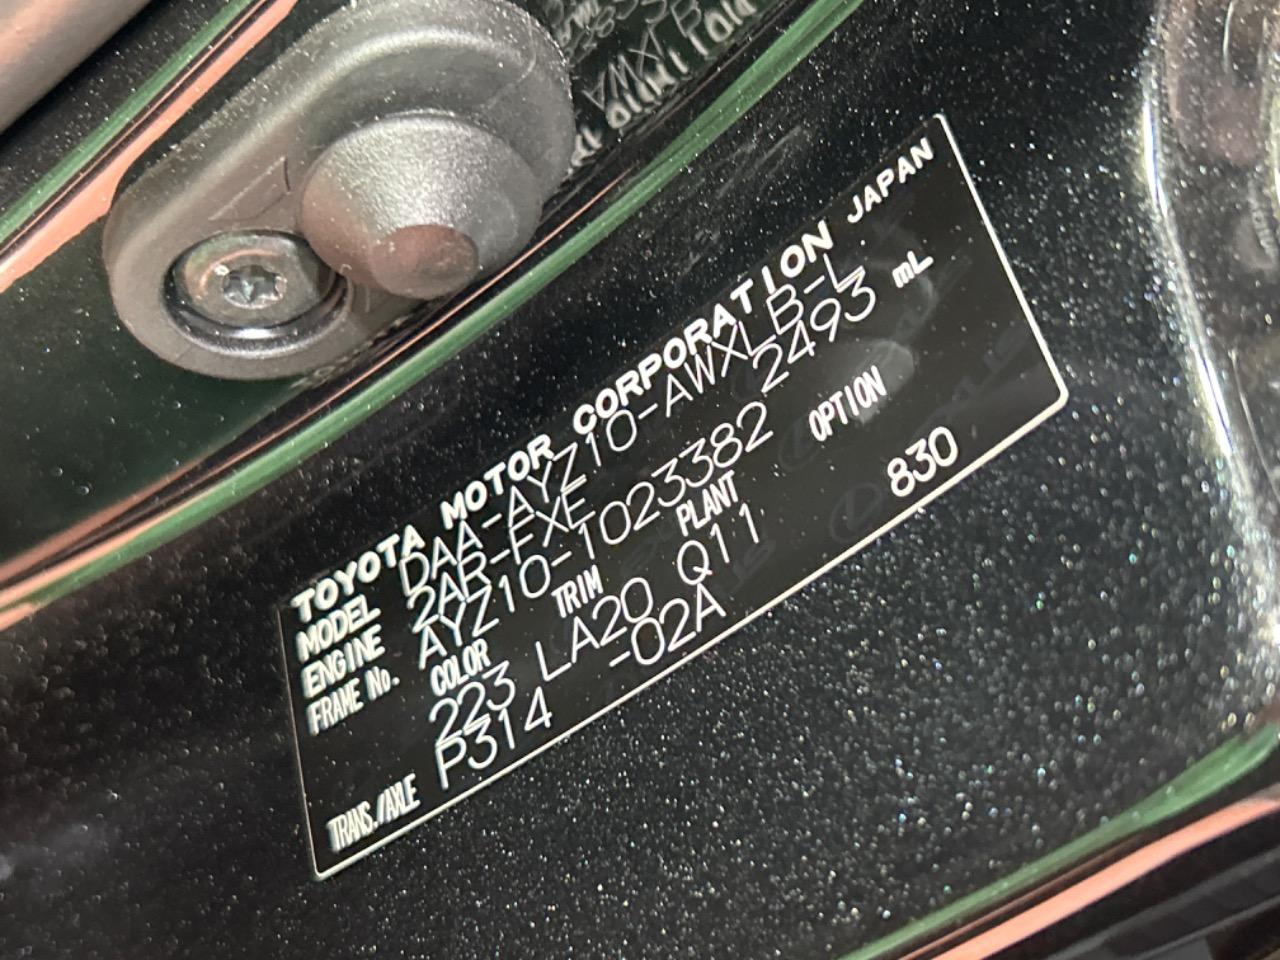 TOYOTA MOTOR CORPORATION JAPAN
MODEL DAA-AYZ10-AWXLB-L
ENGINE 2AR-FXE 2493 mL
FRAME No. AYZ10-1023382
COLOR TRIM PLANT OPTION
223 LA20 Q11 830
TRANS./AXLE P314 -02A